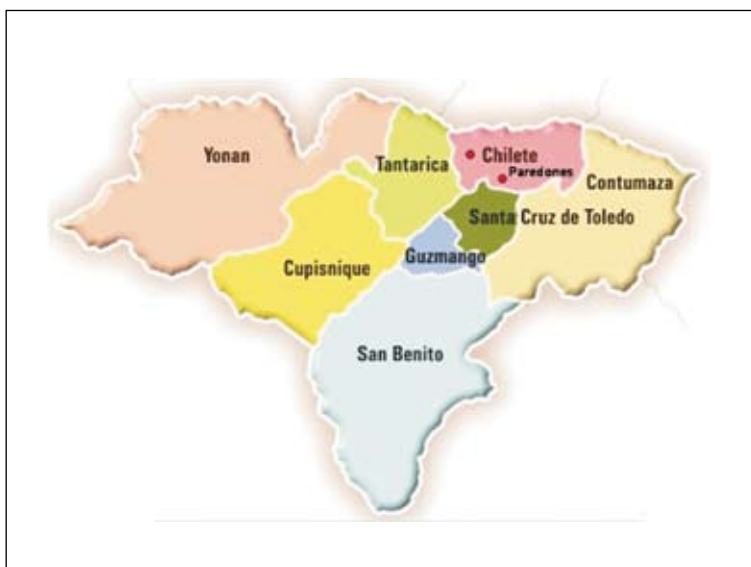 Yonan
Tantarica
Chilete
Paredones
Contumaza
Santa Cruz de Toledo
Guzmango
Cupisnique
San Benito